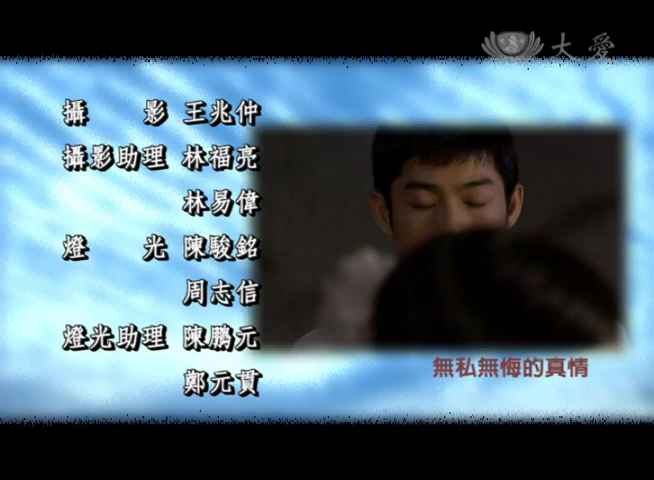 大愛
攝影 王兆仲
攝影助理 林福亮
林易偉
燈光 陳駿銘
周志信
燈光助理 陳鵬元
鄭元貫
無私無悔的真情